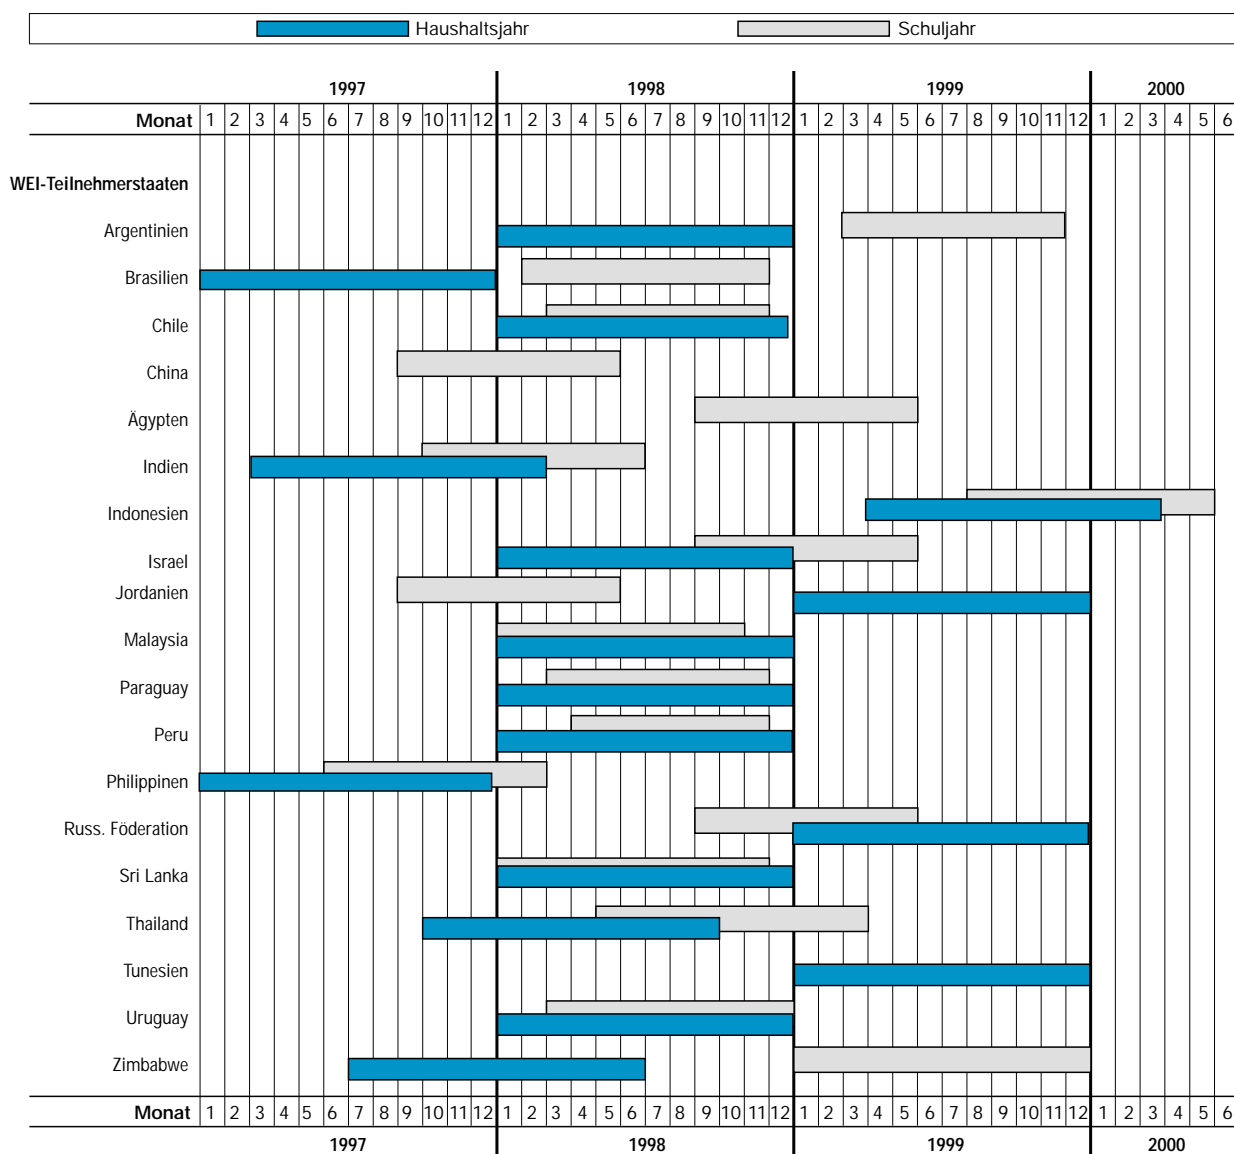 Haushaltsjahr Schuljahr
1997 1998 1999 2000
Monat 1 2 3 4 5 6 7 8 9 10 11 12 1 2 3 4 5 6 7 8 9 10 11 12 1 2 3 4 5 6 7 8 9 10 11 12 1 2 3 4 5 6
WEI-Teilnehmerstaaten
Argentinien
Brasilien
Chile
China
Ägypten
Indien
Indonesien
Israel
Jordanien
Malaysia
Paraguay
Peru
Philippinen
Russ. Föderation
Sri Lanka
Thailand
Tunesien
Uruguay
Zimbabwe
Monat 1 2 3 4 5 6 7 8 9 10 11 12 1 2 3 4 5 6 7 8 9 10 11 12 1 2 3 4 5 6 7 8 9 10 11 12 1 2 3 4 5 6
1997 1998 1999 2000